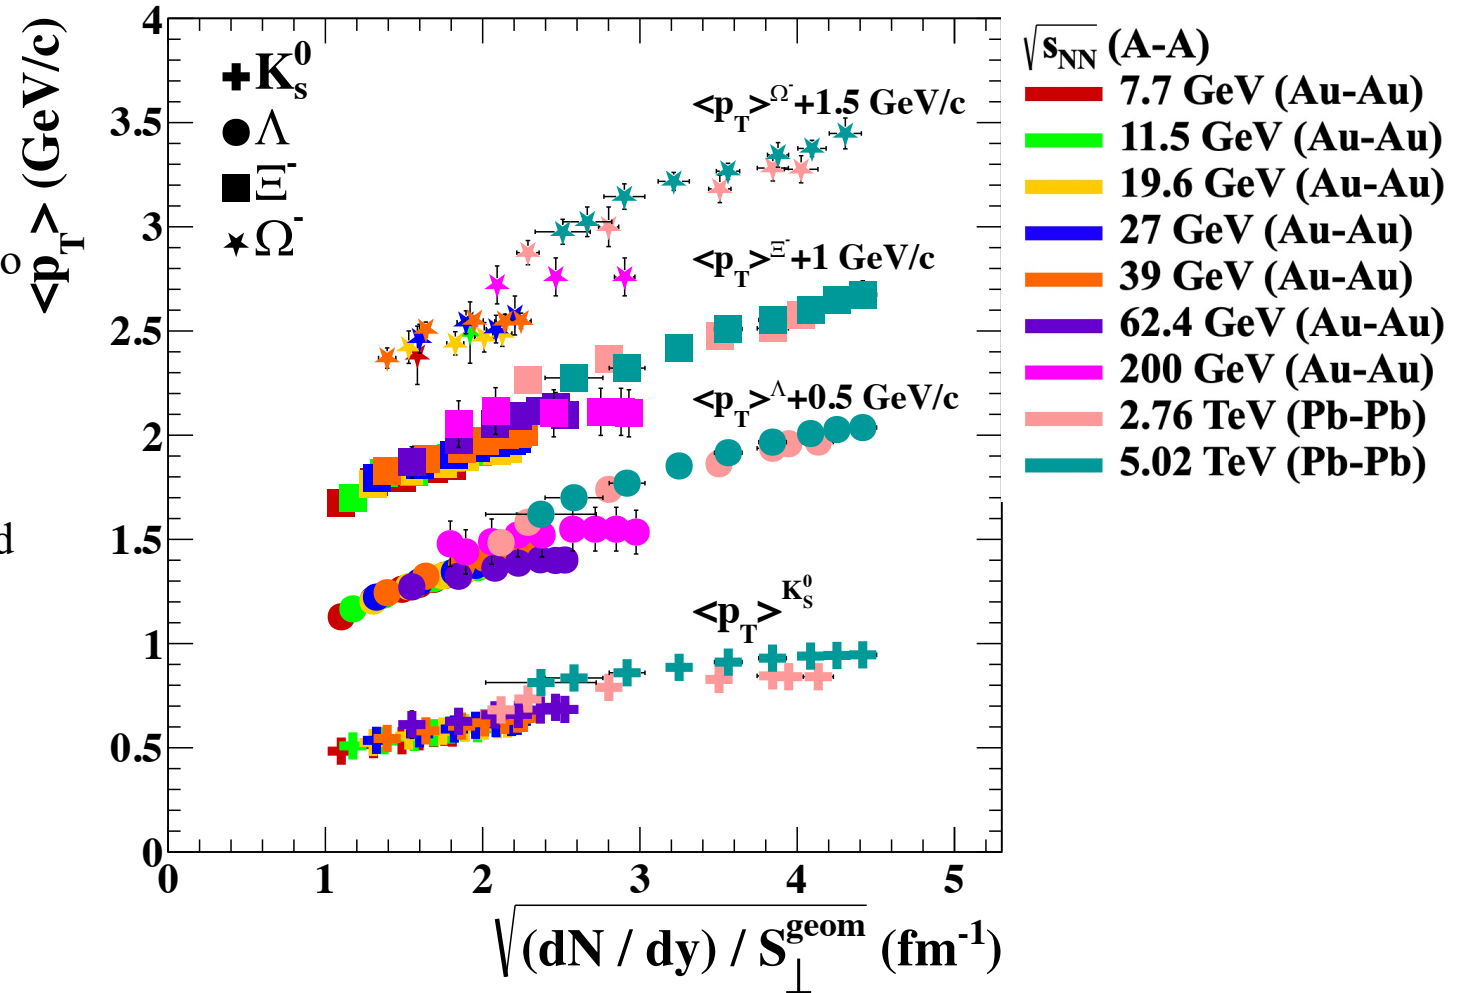 4
3.5
3
2.5
2
1.5
1
0.5
0
0 1 2 3 4 5
<p_T> (GeV/c)
√(dN / dy) / S_⊥^geom (fm^-1)
K_s^0
Λ
Ξ^-
Ω^-
<p_T>^Ω^- +1.5 GeV/c
<p_T>^Ξ^- +1 GeV/c
<p_T>^Λ +0.5 GeV/c
<p_T>^K_S^0
√s_NN (A-A)
7.7 GeV (Au-Au)
11.5 GeV (Au-Au)
19.6 GeV (Au-Au)
27 GeV (Au-Au)
39 GeV (Au-Au)
62.4 GeV (Au-Au)
200 GeV (Au-Au)
2.76 TeV (Pb-Pb)
5.02 TeV (Pb-Pb)
o
d